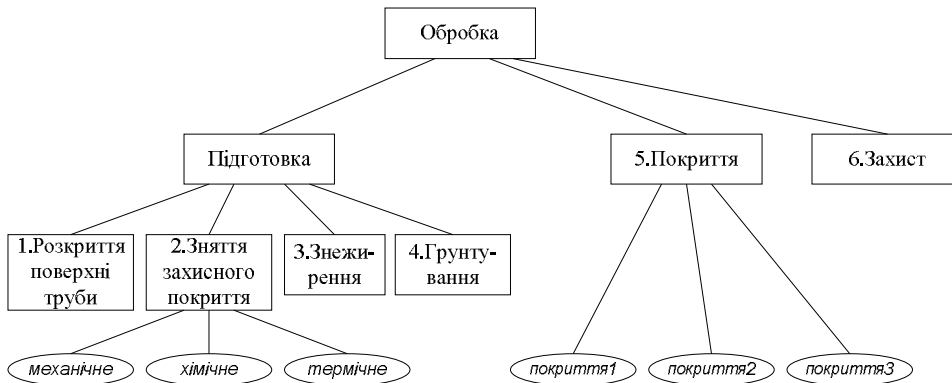 Обробка
Підготовка
5.Покриття
6.Захист
1.Розкриття
поверхні
труби
2.Зняття
захисного
покриття
3.Знежи-
рення
4.Грунту-
вання
механічне
хімічне
термічне
покриття1
покриття2
покриття3